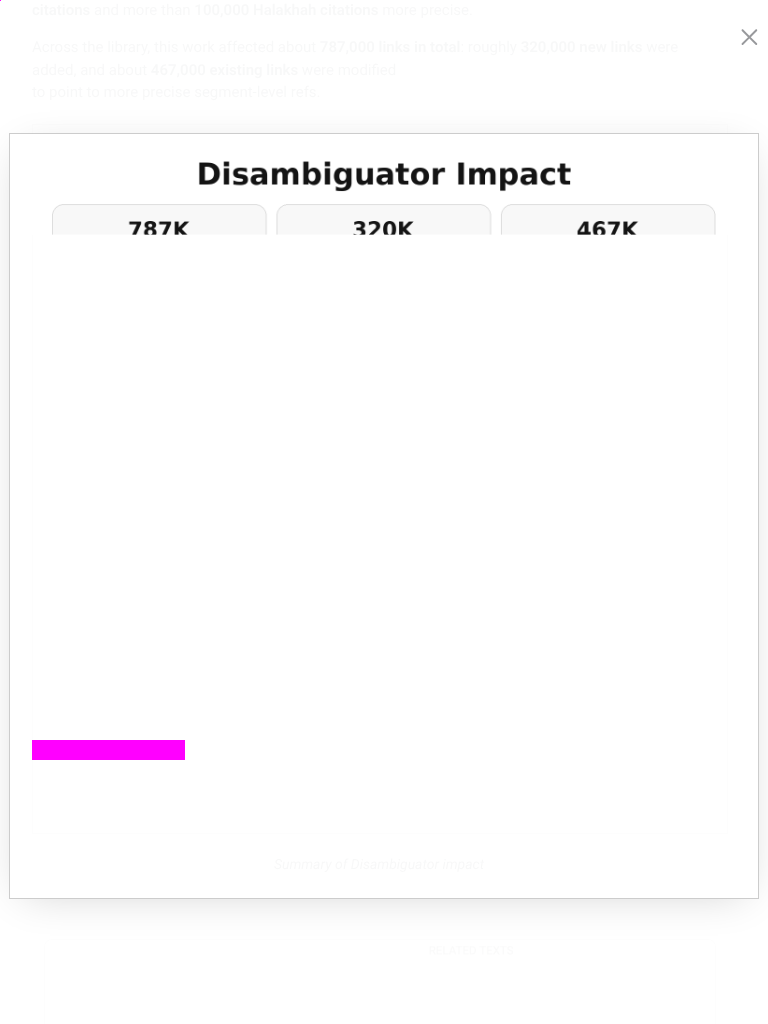 citations and more than 100,000 Halakhah citations more precise.
Across the library, this work affected about 787,000 links in total: roughly 320,000 new links were
added, and about 467,000 existing links were modified
to point to more precise segment-level refs.
Disambiguator Impact
787K 320K 467K
Summary of Disambiguator Impact
RELATED TEXTS